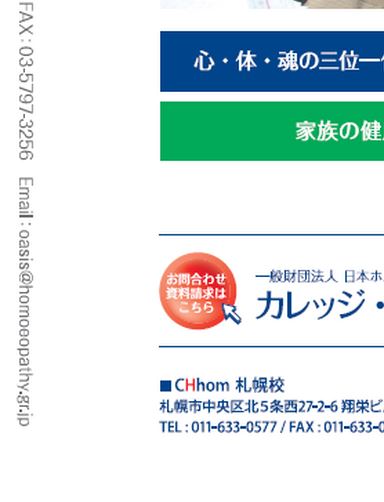 FAX : 03-5797-3256　Email : oasis@homoeopathy.gr.jp
心・体・魂の三位一
家族の健
お問合わせ
資料請求は
こちら
一般財団法人 日本ホ
カレッジ・
■CHhom 札幌校
札幌市中央区北5条西27-2-6 翔栄ビ
TEL : 011-633-0577 / FAX : 011-633-0